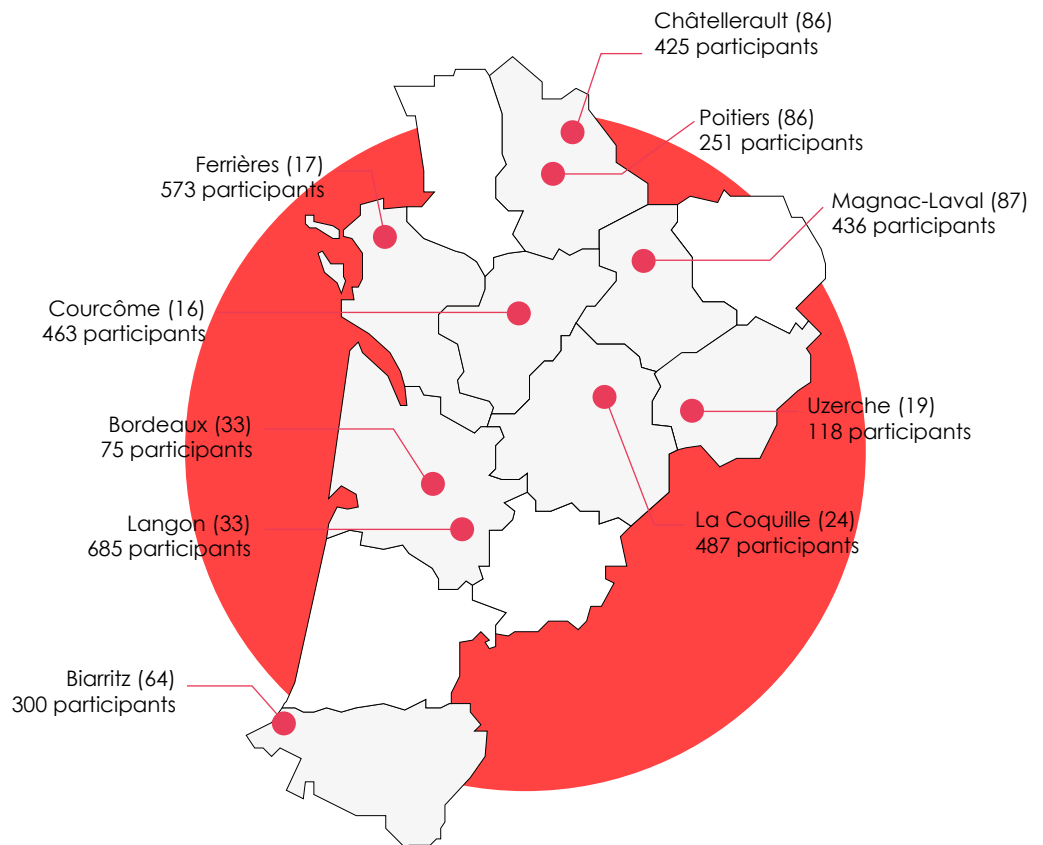 Châtellerault (86)
425 participants
Poitiers (86)
251 participants
Ferrières (17)
573 participants
Magnac-Laval (87)
436 participants
Courcôme (16)
463 participants
Uzerche (19)
118 participants
Bordeaux (33)
75 participants
Langon (33)
685 participants
La Coquille (24)
487 participants
Biarritz (64)
300 participants